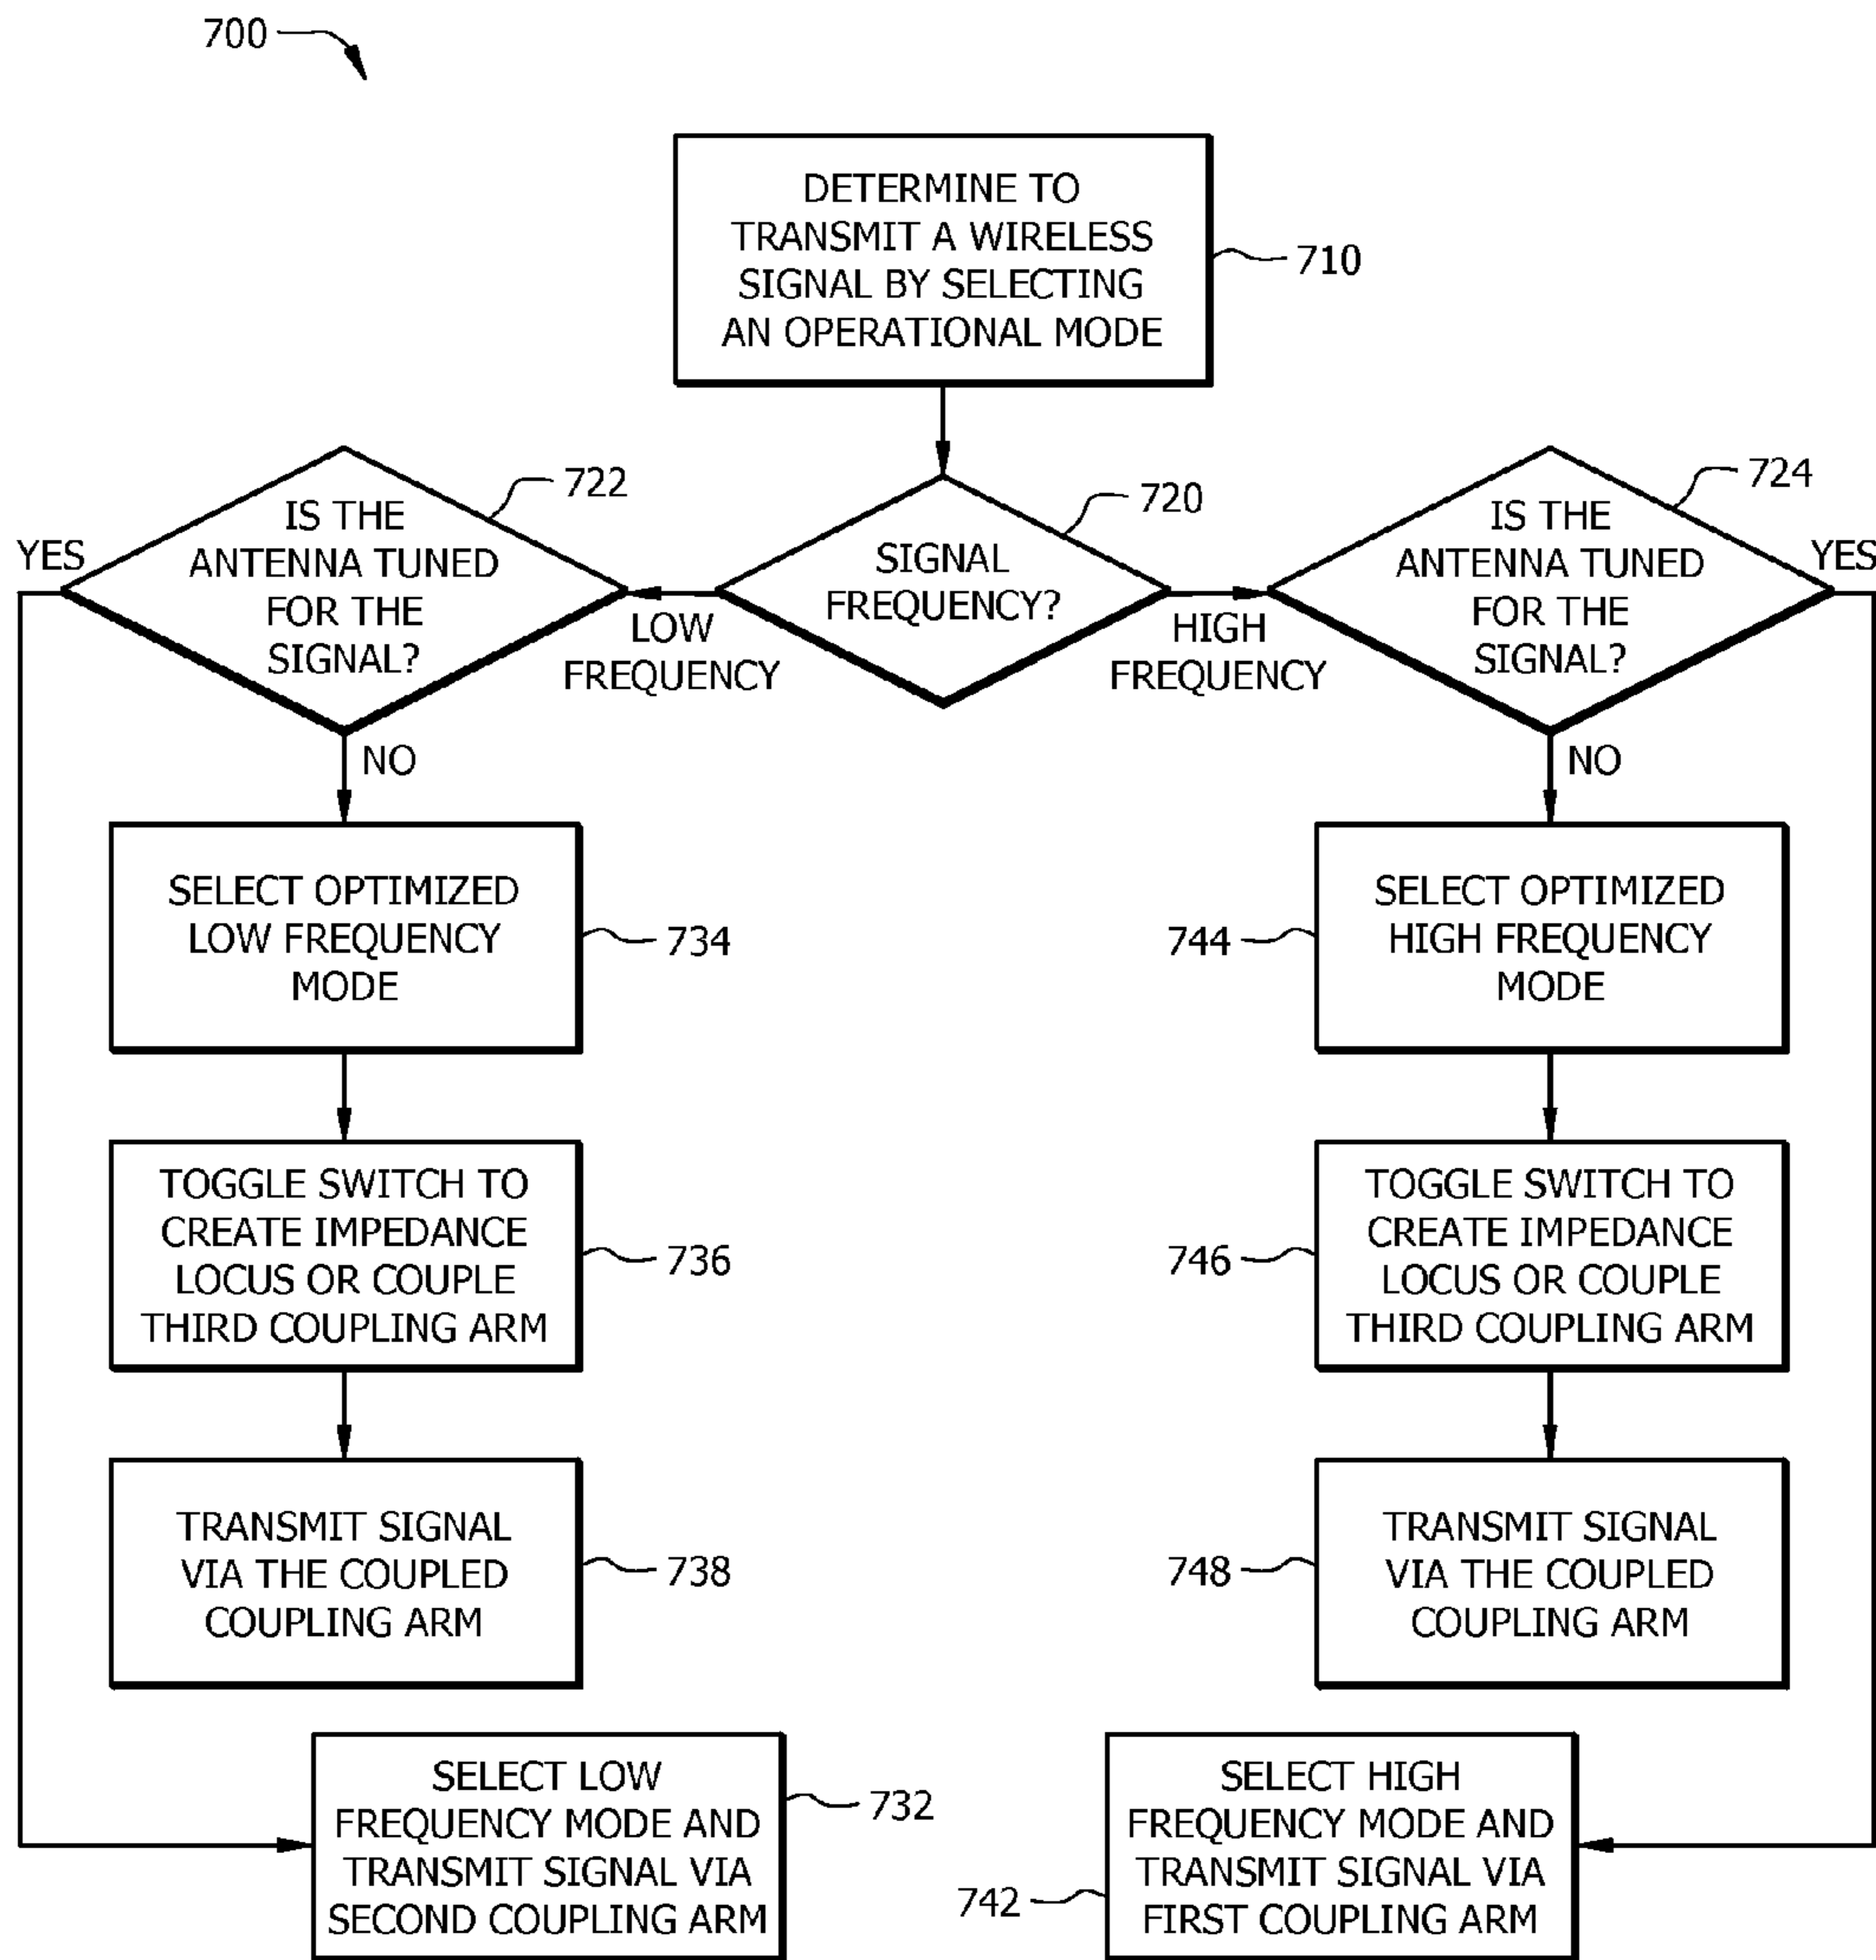 700
DETERMINE TO
TRANSMIT A WIRELESS
SIGNAL BY SELECTING
AN OPERATIONAL MODE
710
722
IS THE
ANTENNA TUNED
FOR THE
SIGNAL?
YES
NO
720
SIGNAL
FREQUENCY?
LOW
FREQUENCY
HIGH
FREQUENCY
724
IS THE
ANTENNA TUNED
FOR THE
SIGNAL?
YES
NO
SELECT OPTIMIZED
LOW FREQUENCY
MODE
734
744
SELECT OPTIMIZED
HIGH FREQUENCY
MODE
TOGGLE SWITCH TO
CREATE IMPEDANCE
LOCUS OR COUPLE
THIRD COUPLING ARM
736
746
TOGGLE SWITCH TO
CREATE IMPEDANCE
LOCUS OR COUPLE
THIRD COUPLING ARM
TRANSMIT SIGNAL
VIA THE COUPLED
COUPLING ARM
738
748
TRANSMIT SIGNAL
VIA THE COUPLED
COUPLING ARM
SELECT LOW
FREQUENCY MODE AND
TRANSMIT SIGNAL VIA
SECOND COUPLING ARM
732
742
SELECT HIGH
FREQUENCY MODE AND
TRANSMIT SIGNAL VIA
FIRST COUPLING ARM